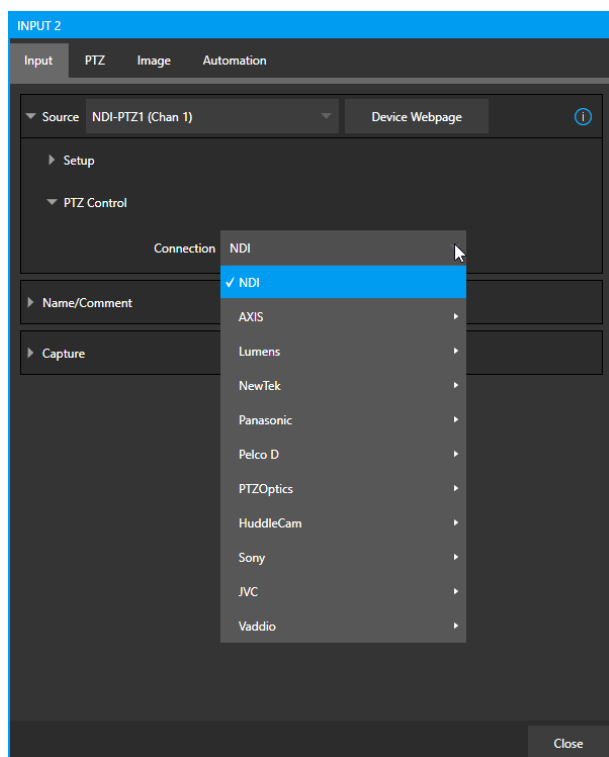 INPUT 2
Input PTZ Image Automation
Source NDI-PTZ1 (Chan 1) Device Webpage
Setup
PTZ Control
Connection NDI
✓ NDI
Name/Comment
AXIS
Capture
Lumens
NewTek
Panasonic
Pelco D
PTZOptics
HuddleCam
Sony
JVC
Vaddio
Close